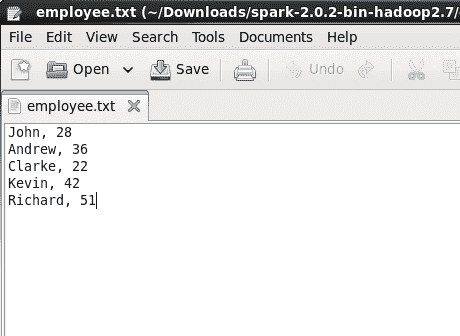 employee.txt (~/Downloads/spark-2.0.2-bin-hadoop2.7/
File Edit View Search Tools Documents Help
Open Save Undo
employee.txt
John, 28
Andrew, 36
Clarke, 22
Kevin, 42
Richard, 51